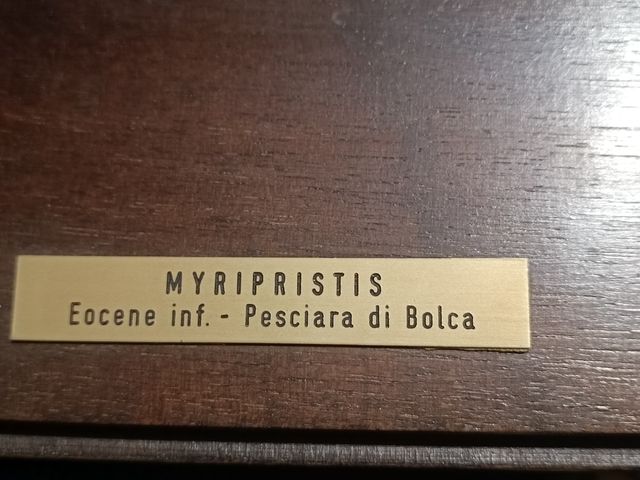 MYRIPRISTIS
Eocene inf. - Pesciara di Bolca